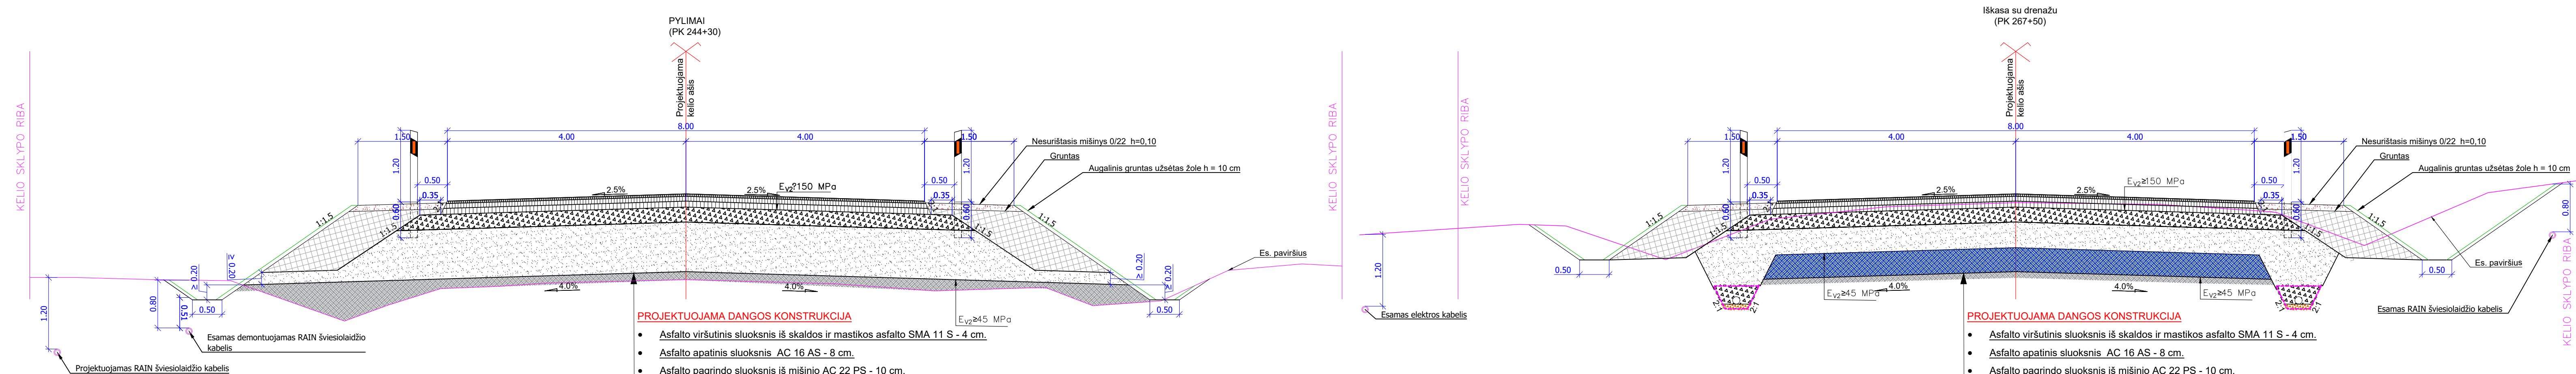 PYLIMAI
(PK 244+30)
KELIO SKLYPO RIBA
Projektuojama
kelio ašis
8.00
4.00
4.00
1.50
1.50
1.20
1.20
0.50
0.50
0.35
0.35
0.60
0.60
2.5%
2.5%
Ev2?150 MPa
Nesurištasis mišinys 0/22 h=0,10
Gruntas
Augalinis gruntas užsėtas žole h = 10 cm
1:1.5
1:1.5
1:1.5
1:1.5
≥ 0.20
≥ 0.20
≥ 0.20
≥ 0.20
Es. paviršius
4.0%
4.0%
Ev2≥45 MPa
1.20
0.80
0.51
0.50
0.50
Esamas demontuojamas RAIN šviesiolaidžio
kabelis
Projektuojamas RAIN šviesiolaidžio kabelis
PROJEKTUOJAMA DANGOS KONSTRUKCIJA
• Asfalto viršutinis sluoksnis iš skaldos ir mastikos asfalto SMA 11 S - 4 cm.
• Asfalto apatinis sluoksnis AC 16 AS - 8 cm.
• Asfalto pagrindo sluoksnis iš mišinio AC 22 PS - 10 cm.
KELIO SKLYPO RIBA
Iškasa su drenažu
(PK 267+50)
KELIO SKLYPO RIBA
Projektuojama
kelio ašis
8.00
4.00
4.00
1.50
1.50
1.20
1.20
0.50
0.50
0.35
0.35
0.60
0.60
2.5%
2.5%
Ev2≥150 MPa
Nesurištasis mišinys 0/22 h=0,10
Gruntas
Augalinis gruntas užsėtas žole h = 10 cm
1:1.5
1:1.5
1:1.5
1:1.5
0.80
1.20
0.50
0.50
Es. paviršius
Ev2≥45 MPa
4.0%
4.0%
Ev2≥45 MPa
2:1
2:1
Esamas elektros kabelis
Esamas RAIN šviesiolaidžio kabelis
KELIO SKLYPO RIBA
PROJEKTUOJAMA DANGOS KONSTRUKCIJA
• Asfalto viršutinis sluoksnis iš skaldos ir mastikos asfalto SMA 11 S - 4 cm.
• Asfalto apatinis sluoksnis AC 16 AS - 8 cm.
• Asfalto pagrindo sluoksnis iš mišinio AC 22 PS - 10 cm.